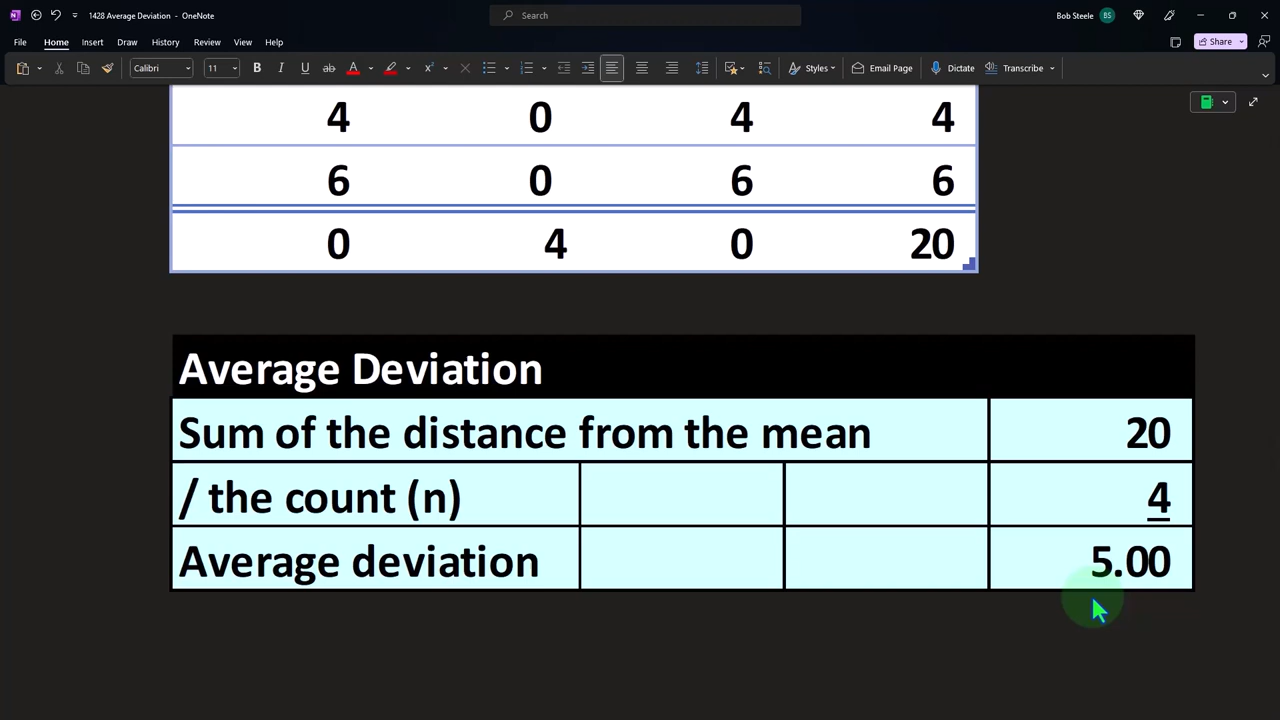 1428 Average Deviation - OneNote
Search
Bob Steele BS
File Home Insert Draw History Review View Help
Share
Calibri 11 B I U ab A x Styles Email Page Dictate Transcribe
4 0 4 4
6 0 6 6
0 4 0 20
Average Deviation
Sum of the distance from the mean 20
/ the count (n) 4
Average deviation 5.00